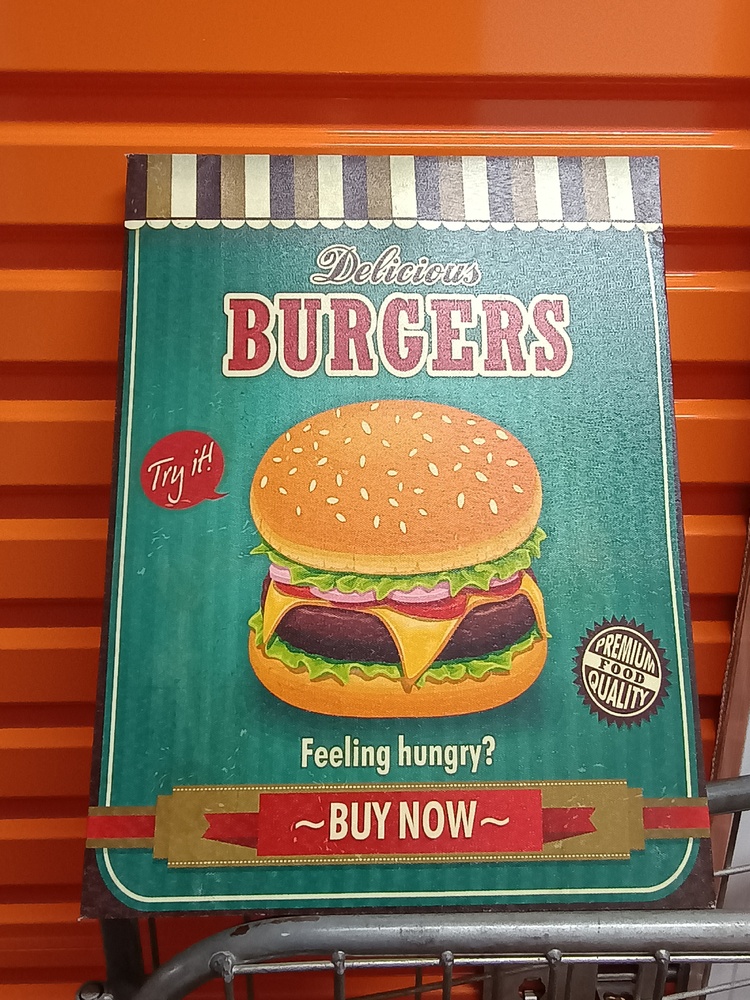 Delicious
BURGERS
Try it!
PREMIUM
FOOD
QUALITY
Feeling hungry?
~BUY NOW~